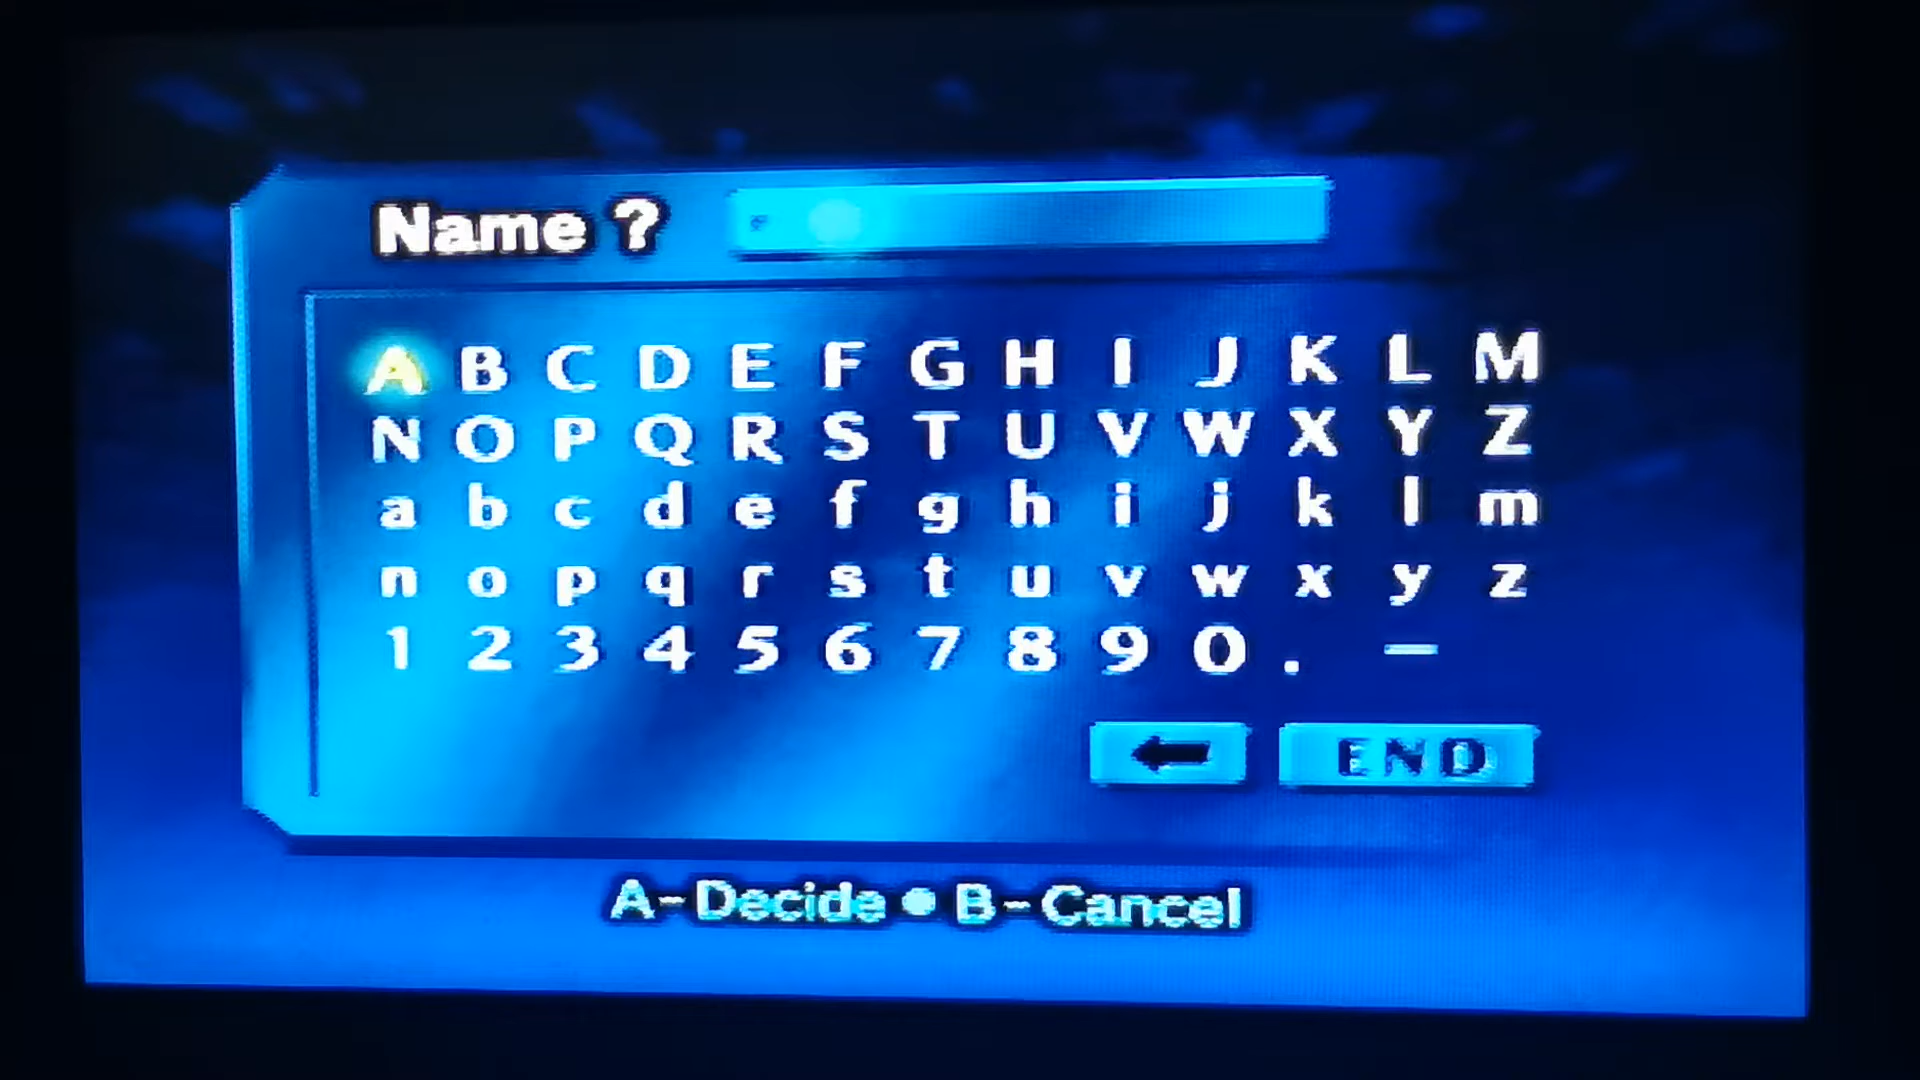 Name ?
A B C D E F G H I J K L M
N O P Q R S T U V W X Y Z
a b c d e f g h i j k l m
n o p q r s t u v w x y z
1 2 3 4 5 6 7 8 9 0 . —
← END
A-Decide ● B-Cancel